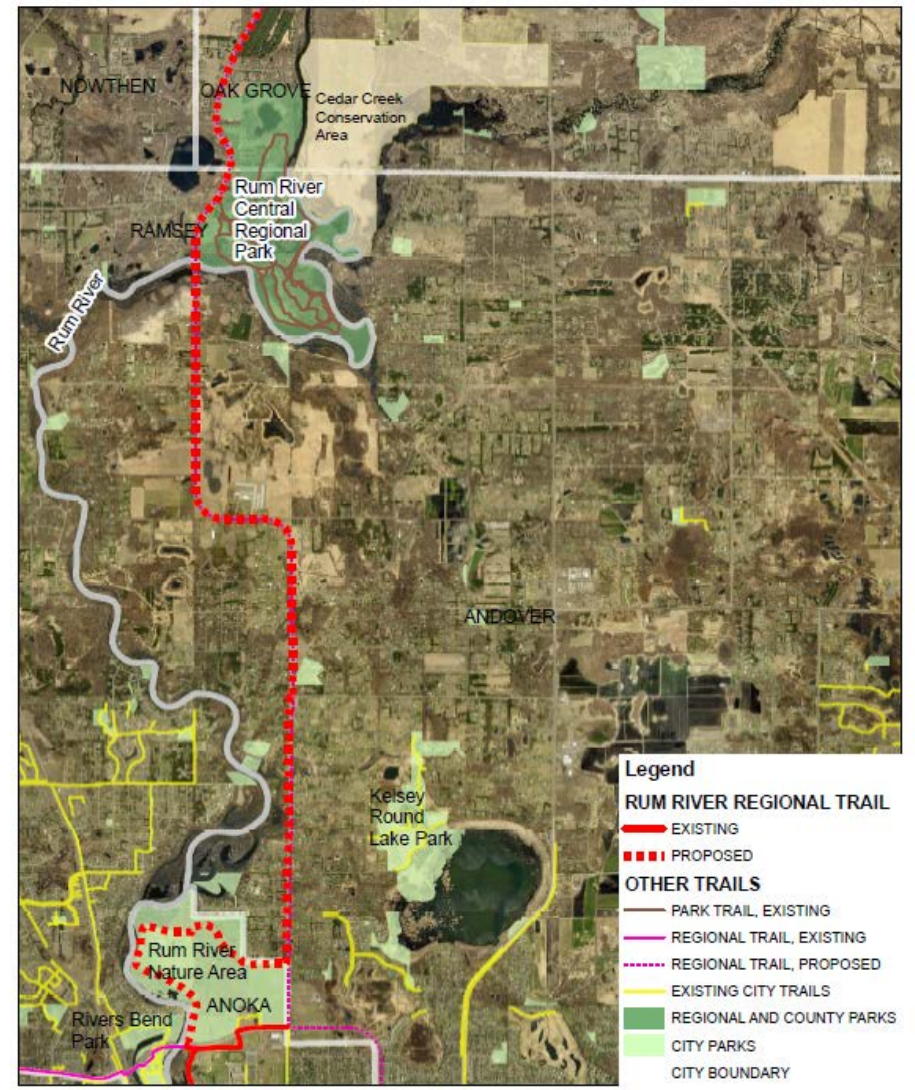 NOWTHEN
OAK GROVE
Cedar Creek
Conservation
Area
Rum River
Central
Regional
Park
RAMSEY
Rum River
ANDOVER
Kelsey
Round
Lake Park
Rum River
Nature Area
ANOKA
Rivers Bend
Park
Legend
RUM RIVER REGIONAL TRAIL
EXISTING
PROPOSED
OTHER TRAILS
PARK TRAIL, EXISTING
REGIONAL TRAIL, EXISTING
REGIONAL TRAIL, PROPOSED
EXISTING CITY TRAILS
REGIONAL AND COUNTY PARKS
CITY PARKS
CITY BOUNDARY